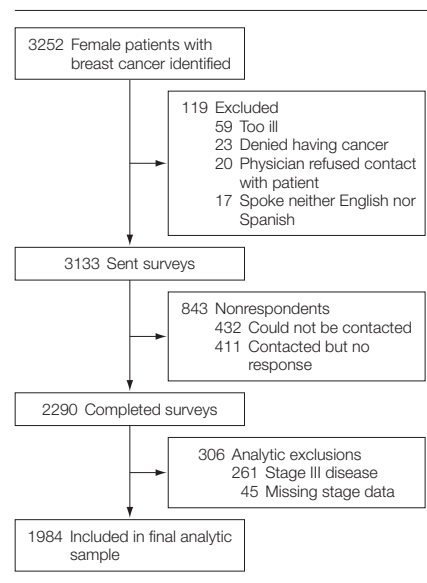 3252 Female patients with
breast cancer identified
119 Excluded
59 Too ill
23 Denied having cancer
20 Physician refused contact
with patient
17 Spoke neither English nor
Spanish
3133 Sent surveys
843 Nonrespondents
432 Could not be contacted
411 Contacted but no
response
2290 Completed surveys
306 Analytic exclusions
261 Stage III disease
45 Missing stage data
1984 Included in final analytic
sample